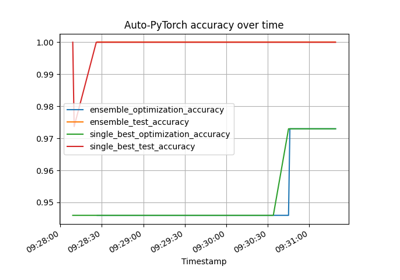 Auto-PyTorch accuracy over time
1.00
0.99
0.98
0.97
0.96
0.95
ensemble_optimization_accuracy
ensemble_test_accuracy
single_best_optimization_accuracy
single_best_test_accuracy
09:28:00
09:28:30
09:29:00
09:29:30
09:30:00
09:30:30
09:31:00
Timestamp